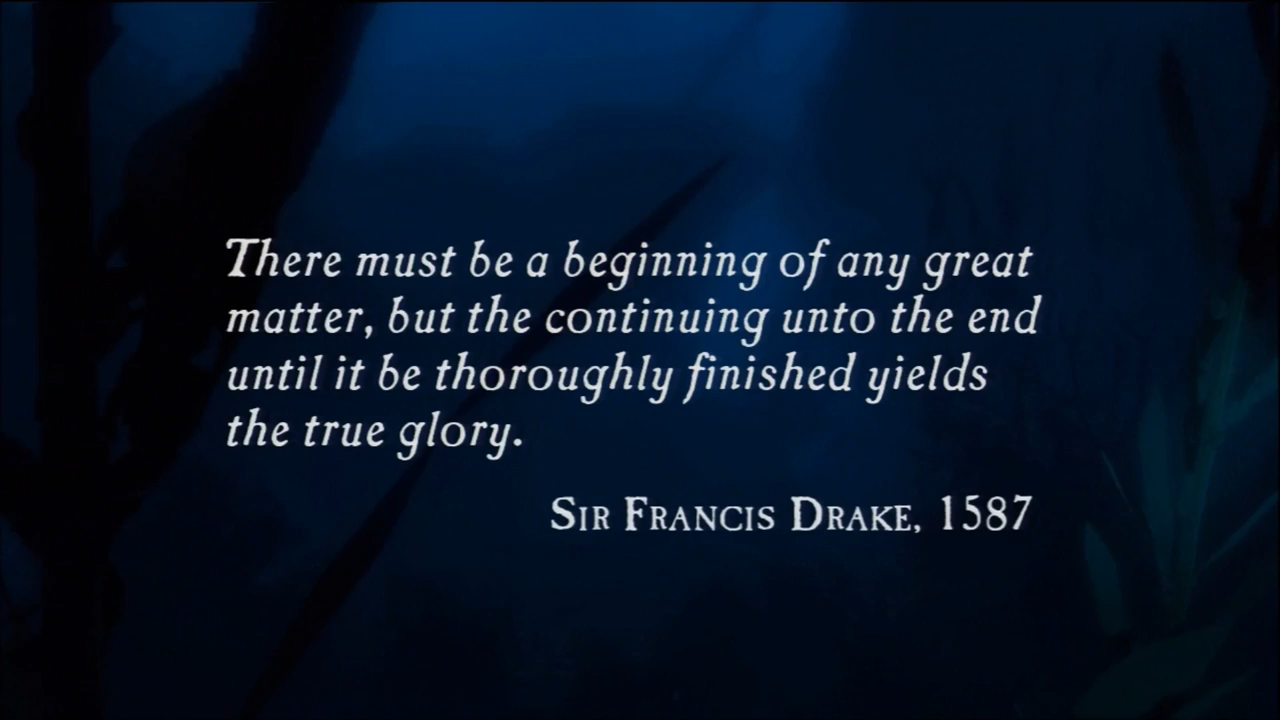 There must be a beginning of any great
matter, but the continuing unto the end
until it be thoroughly finished yields
the true glory.
Sir Francis Drake, 1587